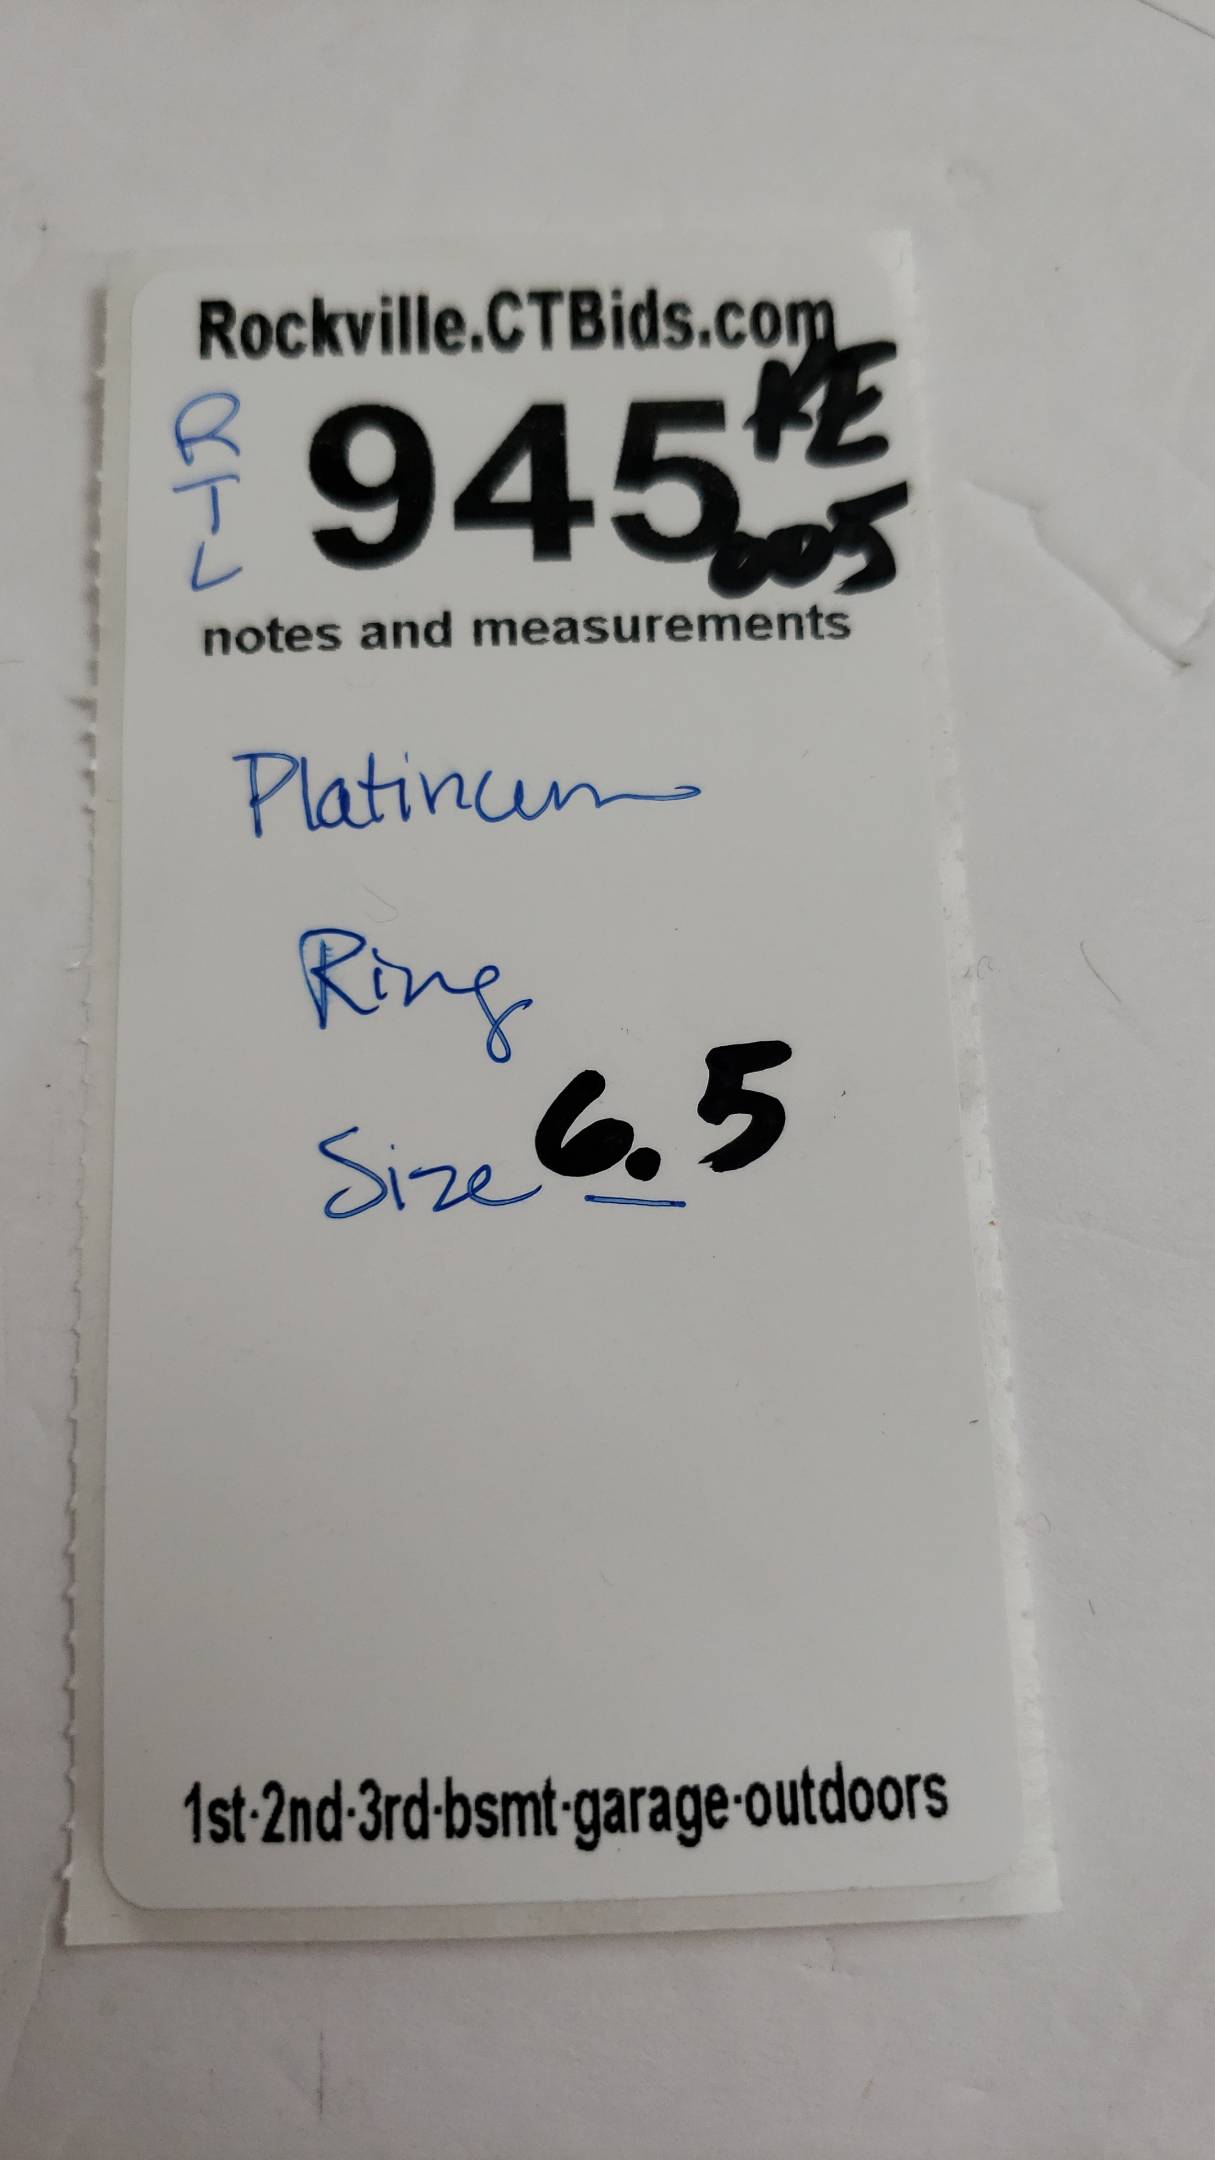 Rockville.CTBids.com
RTL
945
KE
005
notes and measurements
Platinum
Ring
Size 6.5
1st·2nd·3rd·bsmt·garage·outdoors